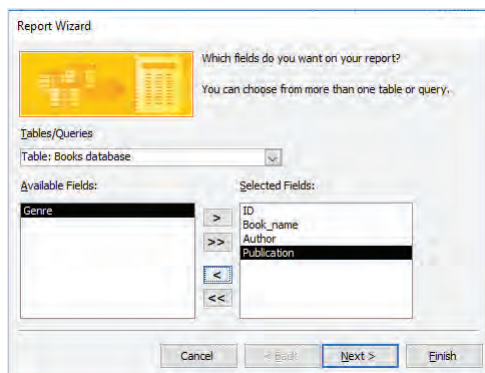 Report Wizard
Which fields do you want on your report?
You can choose from more than one table or query.
Tables/Queries
Table: Books database
Available Fields:
Selected Fields:
Genre
ID
Book_name
Author
Publication
>
>>
<
<<
Cancel
< Back
Next >
Finish